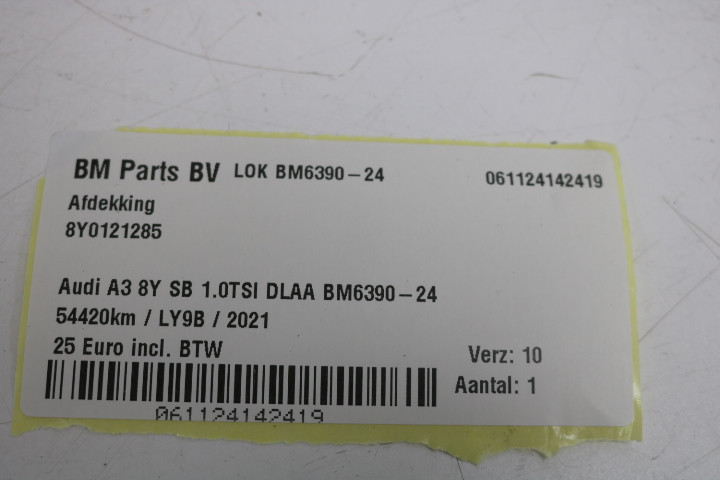 BM Parts BV LOK BM6390-24 061124142419
Afdekking
8Y0121285
Audi A3 8Y SB 1.0TSI DLAA BM6390-24
54420km / LY9B / 2021
25 Euro incl. BTW
Verz: 10
Aantal: 1
061124142419